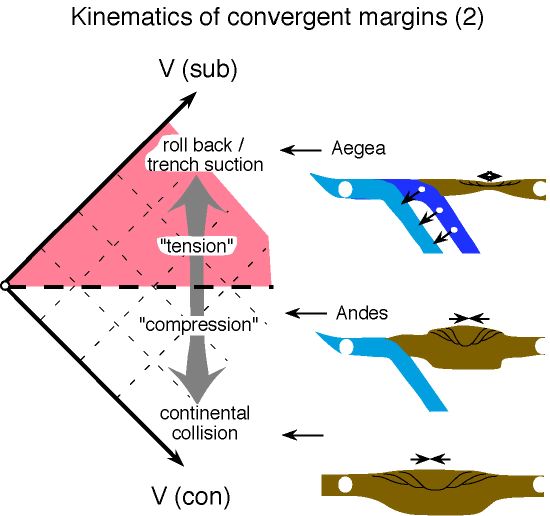 Kinematics of convergent margins (2)
V (sub)
roll back /
trench suction
Aegea
"tension"
"compression"
Andes
continental
collision
V (con)